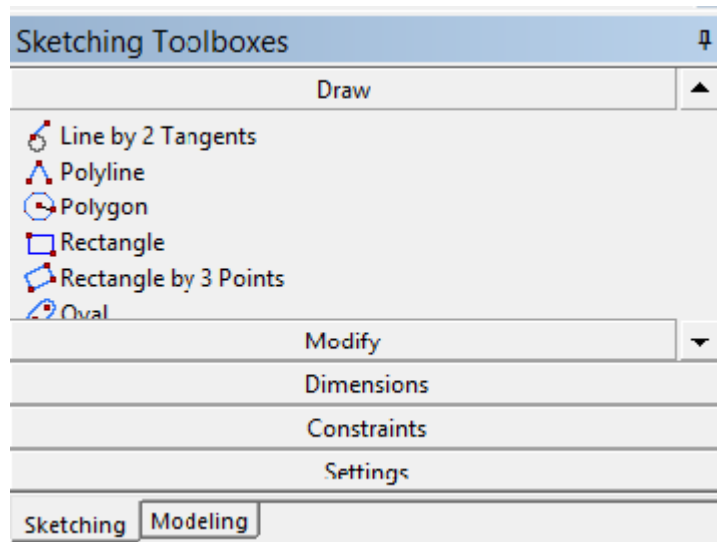 Sketching Toolboxes
Draw
Line by 2 Tangents
Polyline
Polygon
Rectangle
Rectangle by 3 Points
Oval
Modify
Dimensions
Constraints
Settings
Sketching Modeling